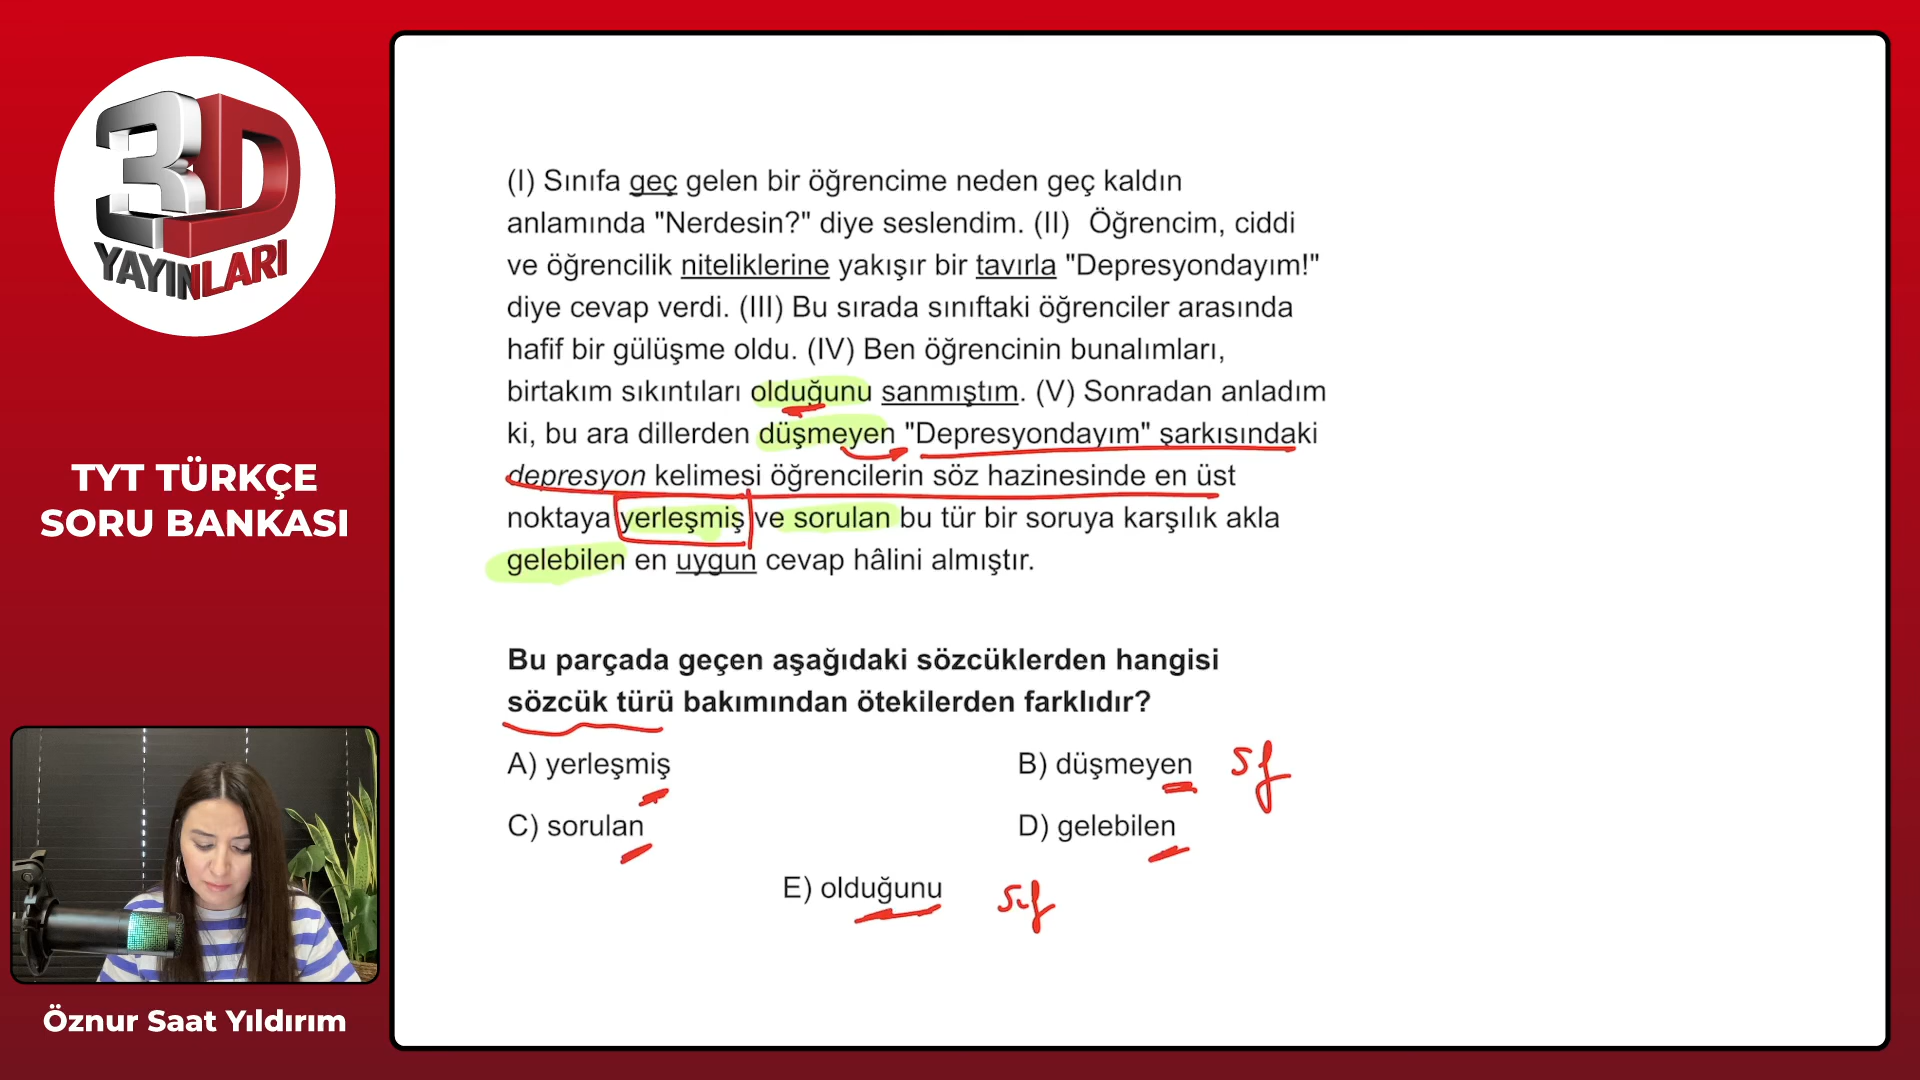 3D
YAYINLARI
TYT TÜRKÇE
SORU BANKASI
Öznur Saat Yıldırım
(I) Sınıfa geç gelen bir öğrencime neden geç kaldın
anlamında "Nerdesin?" diye seslendim. (II) Öğrencim, ciddi
ve öğrencilik niteliklerine yakışır bir tavırla "Depresyondayım!"
diye cevap verdi. (III) Bu sırada sınıftaki öğrenciler arasında
hafif bir gülüşme oldu. (IV) Ben öğrencinin bunalımları,
birtakım sıkıntıları olduğunu sanmıştım. (V) Sonradan anladım
ki, bu ara dillerden düşmeyen "Depresyondayım" şarkısındaki
depresyon kelimesi öğrencilerin söz hazinesinde en üst
noktaya yerleşmiş ve sorulan bu tür bir soruya karşılık akla
gelebilen en uygun cevap hâlini almıştır.
Bu parçada geçen aşağıdaki sözcüklerden hangisi
sözcük türü bakımından ötekilerden farklıdır?
A) yerleşmiş
B) düşmeyen sf
C) sorulan
D) gelebilen
E) olduğunu sıf